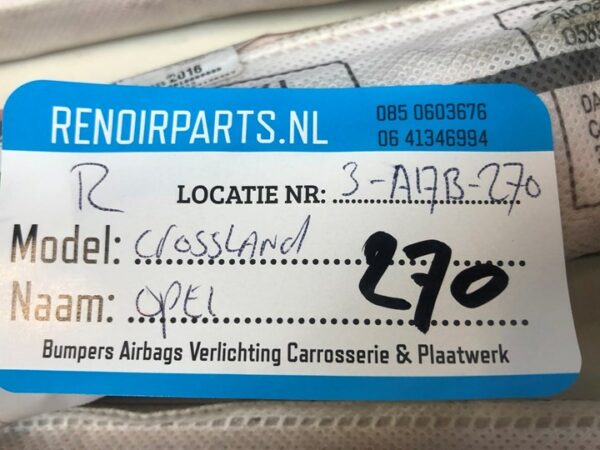 2016
RENOIRPARTS.NL
085 0603676
06 41346994
R LOCATIE NR: 3-A17B-270
Model: CROSSLAND
270
Naam: OPEL
Bumpers Airbags Verlichting Carrosserie & Plaatwerk